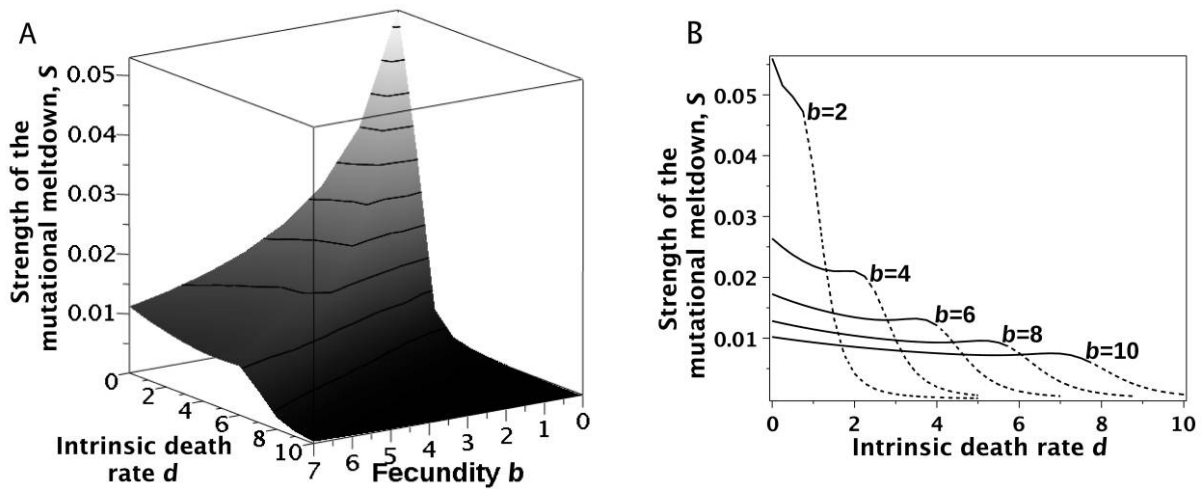 A
Strength of the
mutational meltdown, S
0.05
0.04
0.03
0.02
0.01
0
2
4
6
8
10
Intrinsic death
rate d
7
6
5
4
3
2
1
0
Fecundity b
B
Strength of the
mutational meltdown, S
0.05
0.04
0.03
0.02
0.01
b=2
b=4
b=6
b=8
b=10
0
2
4
6
8
10
Intrinsic death rate d